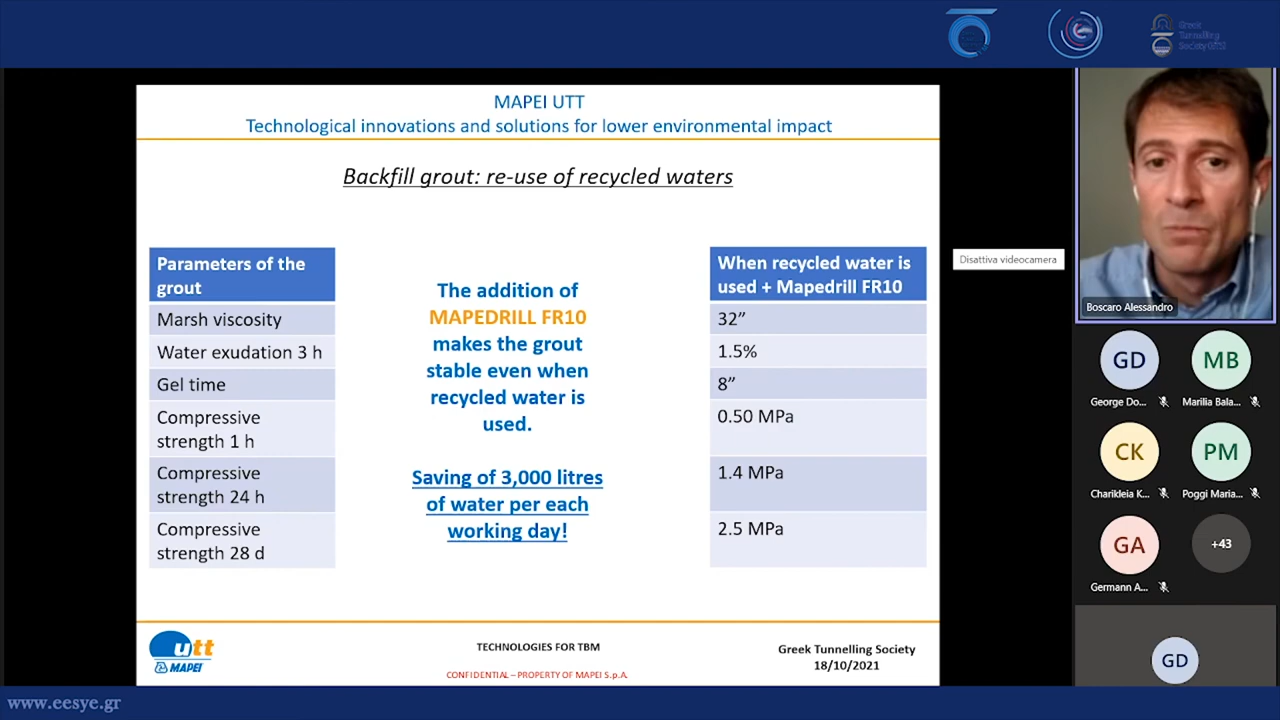 Greek
Tunnelling
Society (GTS)
MAPEI UTT
Technological innovations and solutions for lower environmental impact
Backfill grout: re-use of recycled waters
Parameters of the
grout
Marsh viscosity
Water exudation 3 h
Gel time
Compressive
strength 1 h
Compressive
strength 24 h
Compressive
strength 28 d
The addition of
MAPEDRILL FR10
makes the grout
stable even when
recycled water is
used.
Saving of 3,000 litres
of water per each
working day!
When recycled water is
used + Mapedrill FR10
32”
1.5%
8”
0.50 MPa
1.4 MPa
2.5 MPa
utt
MAPEI
TECHNOLOGIES FOR TBM
CONFIDENTIAL – PROPERTY OF MAPEI S.p.A.
Greek Tunnelling Society
18/10/2021
Disattiva videocamera
Boscaro Alessandro
GD
MB
George Do...
Marilia Bala...
CK
PM
Charikleia K...
Poggi Maria...
GA
+43
Germann A...
GD
www.eesye.gr